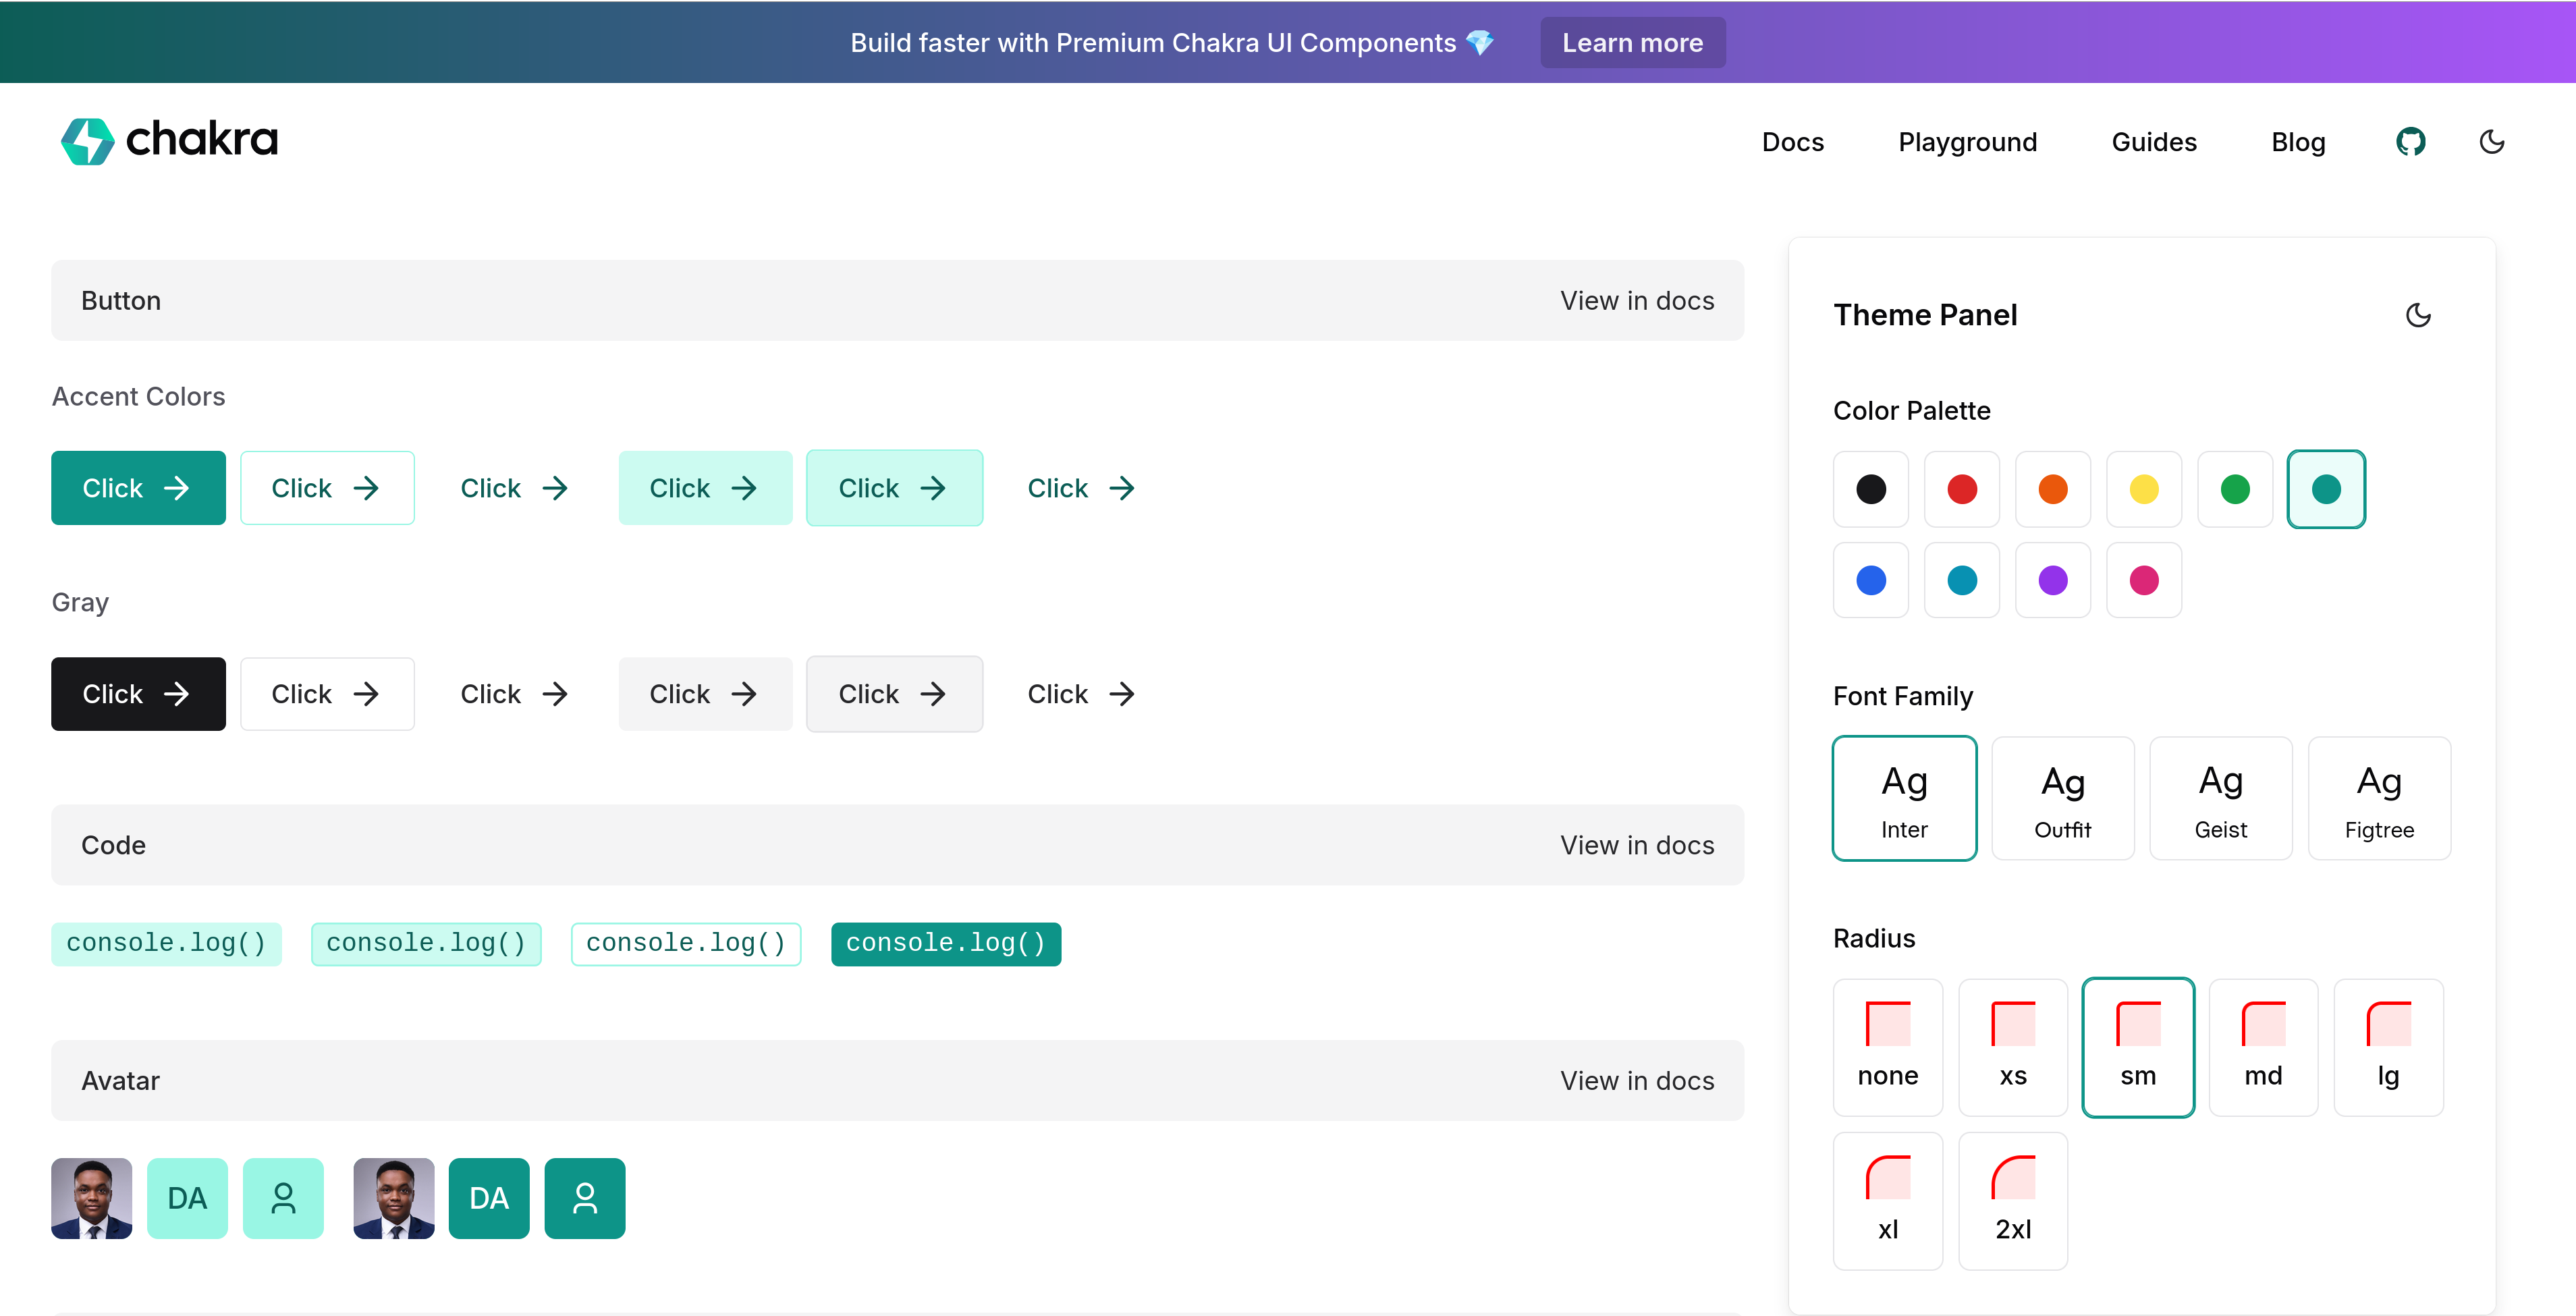 Build faster with Premium Chakra UI Components 💎 Learn more
chakra
Docs Playground Guides Blog
Button View in docs
Accent Colors
Click Click Click Click Click Click
Gray
Click Click Click Click Click Click
Code View in docs
console.log() console.log() console.log() console.log()
Avatar View in docs
DA DA
Theme Panel
Color Palette
Font Family
Ag Ag Ag Ag
Inter Outfit Geist Figtree
Radius
none xs sm md lg
xl 2xl